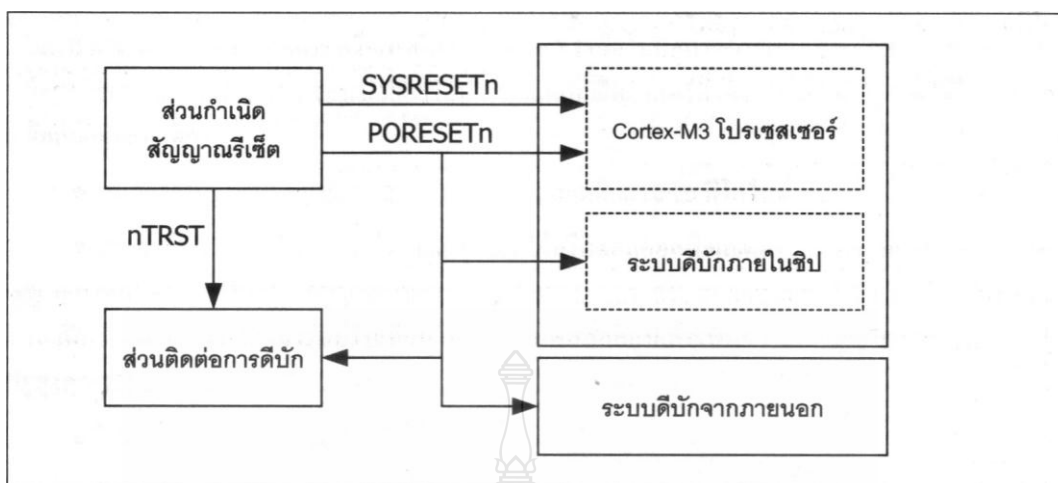 ส่วนกำเนิด
สัญญาณรีเซ็ต
SYSRESETn
PORESETn
Cortex-M3 โปรเซสเซอร์
nTRST
ระบบดีบักภายในชิป
ส่วนติดต่อการดีบัก
ระบบดีบักจากภายนอก